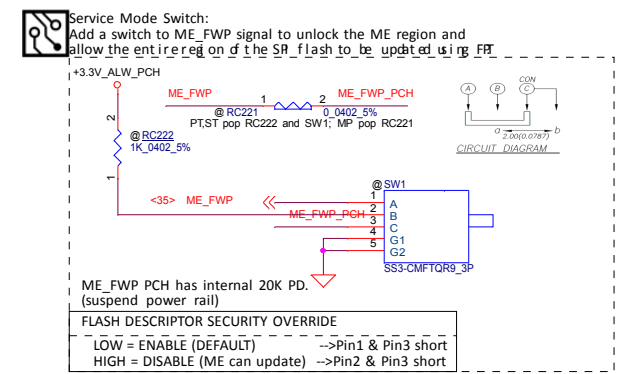 Service Mode Switch:
Add a switch to ME_FWP signal to unlock the ME region and
allow the entire region of the SPI flash to be updated using FPT
+3.3V_ALW_PCH
ME_FWP 1 2 ME_FWP_PCH
@ RC221 0_0402_5%
PT,ST pop RC222 and SW1; MP pop RC221
A B C CON
a b
2.00(0.0787)
CIRCUIT DIAGRAM
2
@ RC222
1K_0402_5%
1
@ SW1
<35> ME_FWP
ME_FWP_PCH
1 A
2 B
3 C
4 G1
5 G2
SS3-CMFTQR9_3P
ME_FWP PCH has internal 20K PD.
(suspend power rail)
FLASH DESCRIPTOR SECURITY OVERRIDE
LOW = ENABLE (DEFAULT) -->Pin1 & Pin3 short
HIGH = DISABLE (ME can update) -->Pin2 & Pin3 short